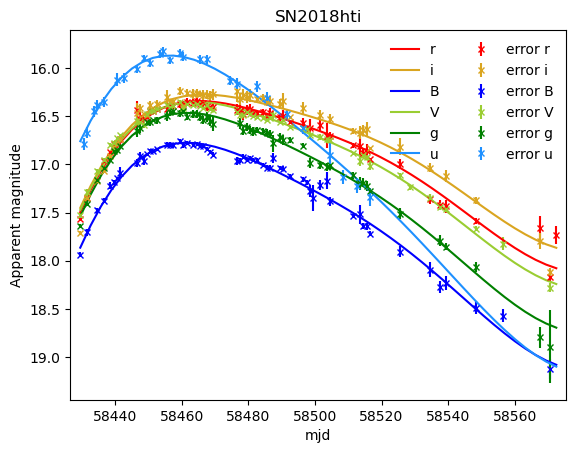 SN2018hti
r error r
i error i
B error B
V error V
g error g
u error u
Apparent magnitude
16.0
16.5
17.0
17.5
18.0
18.5
19.0
58440 58460 58480 58500 58520 58540 58560
mjd